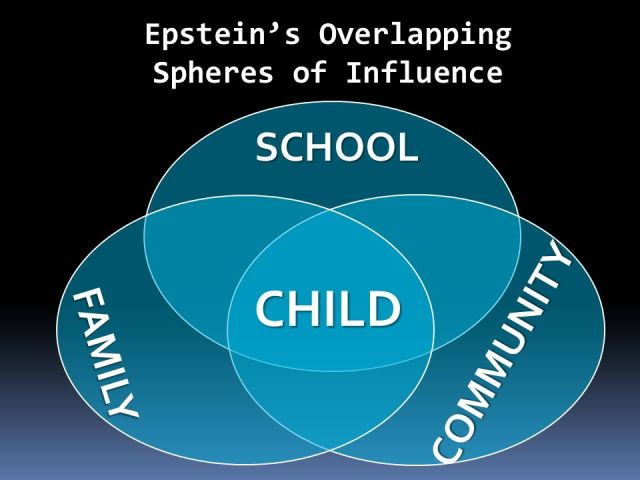 Epstein’s Overlapping
Spheres of Influence
SCHOOL
FAMILY
CHILD
COMMUNITY